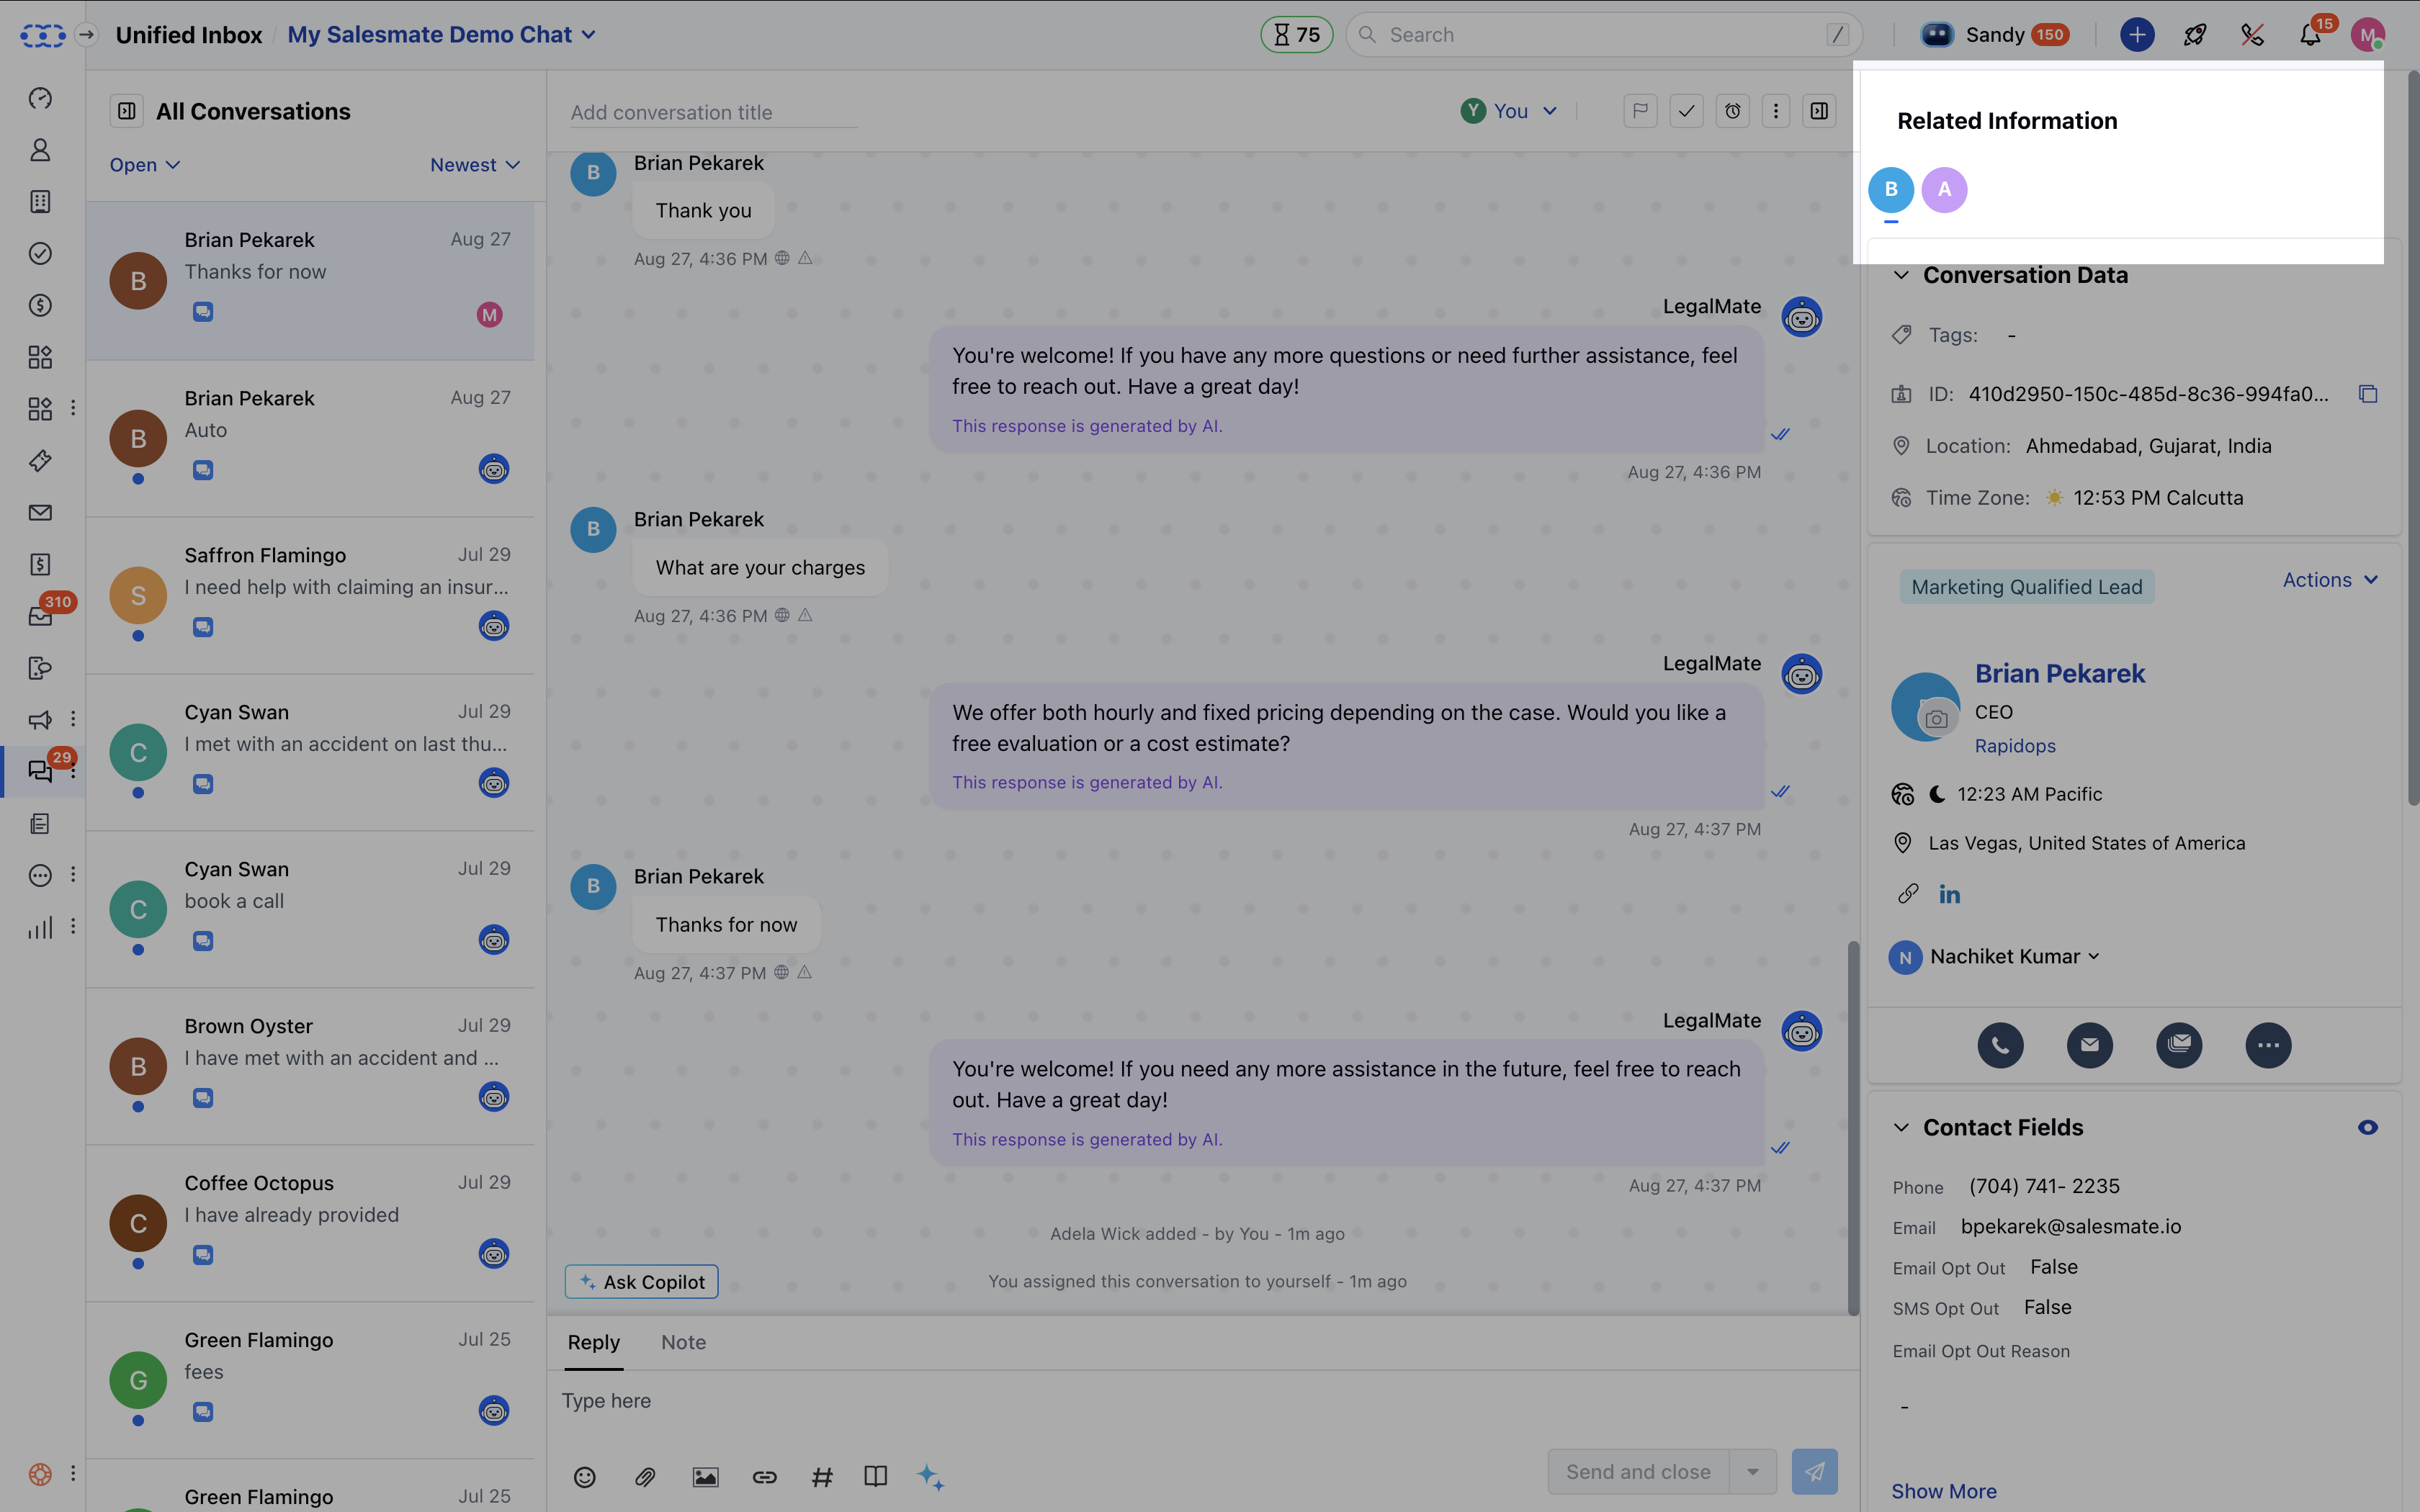 Unified Inbox / My Salesmate Demo Chat
75
Search
/
Sandy 150
15
M
310
29
All Conversations
Open
Newest
B
Brian Pekarek
Aug 27
Thanks for now
M
B
Brian Pekarek
Aug 27
Auto
S
Saffron Flamingo
Jul 29
I need help with claiming an insur...
C
Cyan Swan
Jul 29
I met with an accident on last thu...
C
Cyan Swan
Jul 29
book a call
B
Brown Oyster
Jul 29
I have met with an accident and ...
C
Coffee Octopus
Jul 29
I have already provided
G
Green Flamingo
Jul 25
fees
Green Flamingo
Jul 25
Add conversation title
Y You
B
Brian Pekarek
Thank you
Aug 27, 4:36 PM
LegalMate
You're welcome! If you have any more questions or need further assistance, feel
free to reach out. Have a great day!
This response is generated by AI.
Aug 27, 4:36 PM
B
Brian Pekarek
What are your charges
Aug 27, 4:36 PM
LegalMate
We offer both hourly and fixed pricing depending on the case. Would you like a
free evaluation or a cost estimate?
This response is generated by AI.
Aug 27, 4:37 PM
B
Brian Pekarek
Thanks for now
Aug 27, 4:37 PM
LegalMate
You're welcome! If you need any more assistance in the future, feel free to reach
out. Have a great day!
This response is generated by AI.
Aug 27, 4:37 PM
Adela Wick added - by You - 1m ago
Ask Copilot
You assigned this conversation to yourself - 1m ago
Reply
Note
Type here
Send and close
Related Information
B
A
Conversation Data
Tags: -
ID: 410d2950-150c-485d-8c36-994fa0...
Location: Ahmedabad, Gujarat, India
Time Zone: 12:53 PM Calcutta
Marketing Qualified Lead
Actions
Brian Pekarek
CEO
Rapidops
12:23 AM Pacific
Las Vegas, United States of America
in
N Nachiket Kumar
Contact Fields
Phone (704) 741- 2235
Email bpekarek@salesmate.io
Email Opt Out False
SMS Opt Out False
Email Opt Out Reason
-
Show More